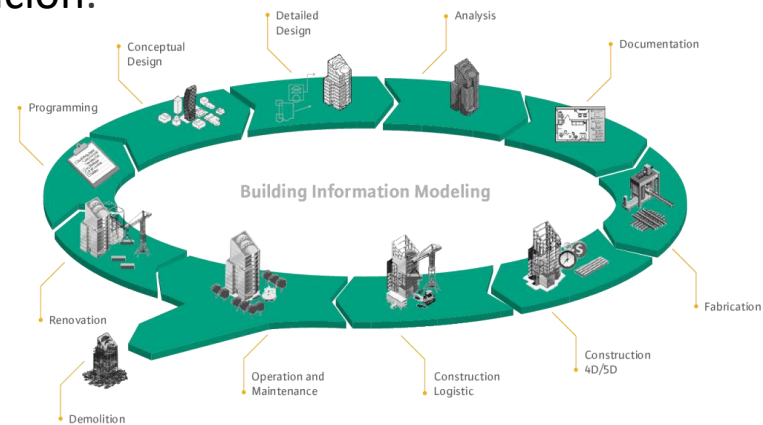 ción.
Detailed
Design
Analysis
Conceptual
Design
Documentation
Programming
Building Information Modeling
Fabrication
Renovation
Construction
4D/5D
Operation and
Maintenance
Construction
Logistic
Demolition